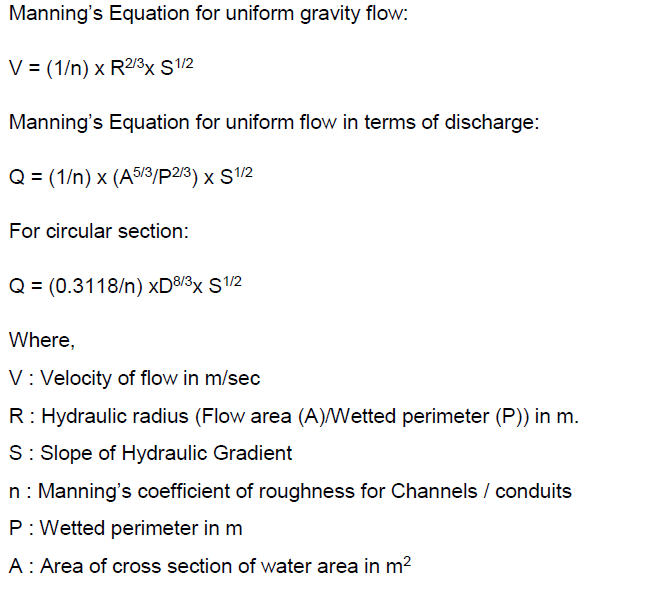 Manning's Equation for uniform gravity flow:
V = (1/n) x R2/3x S1/2
Manning's Equation for uniform flow in terms of discharge:
Q = (1/n) x (A5/3/P2/3) x S1/2
For circular section:
Q = (0.3118/n) xD8/3x S1/2
Where,
V : Velocity of flow in m/sec
R : Hydraulic radius (Flow area (A)/Wetted perimeter (P)) in m.
S : Slope of Hydraulic Gradient
n : Manning's coefficient of roughness for Channels / conduits
P : Wetted perimeter in m
A : Area of cross section of water area in m2